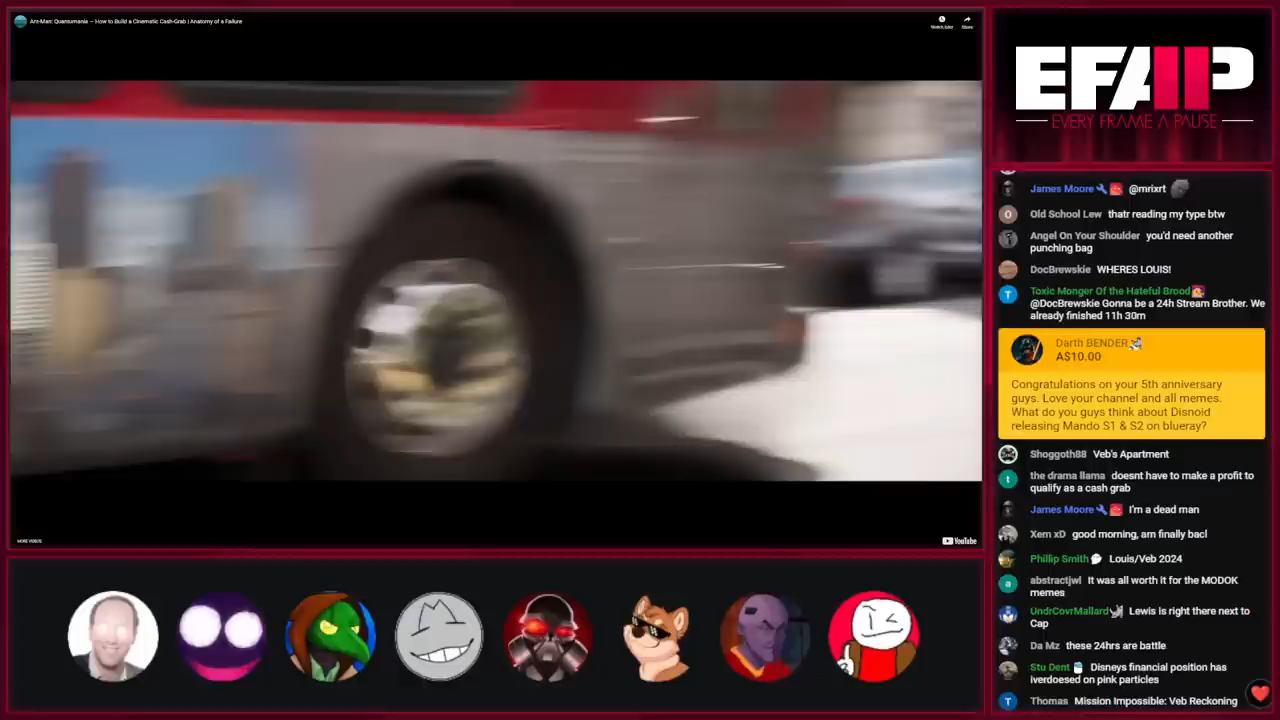 Ant-Man: Quantumania – How to Build a Cinematic Cash-Grab | Anatomy of a Failure
Watch later
Share
MORE VIDEOS
YouTube
EFAP
EVERY FRAME A PAUSE
James Moore @mrixrt
Old School Lew thatr reading my type btw
Angel On Your Shoulder you'd need another
punching bag
DocBrewskie WHERES LOUIS!
Toxic Monger Of the Hateful Brood
@DocBrewskie Gonna be a 24h Stream Brother. We
already finished 11h 30m
Darth BENDER
A$10.00
Congratulations on your 5th anniversary
guys. Love your channel and all memes.
What do you guys think about Disnoid
releasing Mando S1 & S2 on blueray?
Shoggoth88 Veb's Apartment
the drama llama doesnt have to make a profit to
qualify as a cash grab
James Moore I'm a dead man
Xem xD good morning, am finally bacl
Phillip Smith Louis/Veb 2024
abstractjwl It was all worth it for the MODOK
memes
UndrCovrMallard Lewis is right there next to
Cap
Da Mz these 24hrs are battle
Stu Dent Disneys financial position has
iverdoesed on pink particles
Thomas Mission Impossible: Veb Reckoning